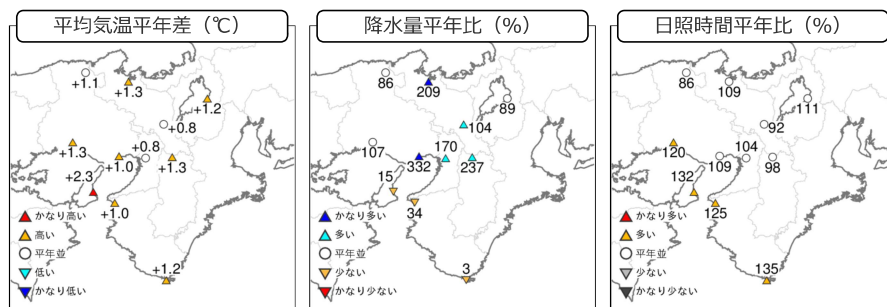 平均気温平年差（℃）
+1.1
+1.3
+1.2
+0.8
+1.3
+1.0
+0.8
+1.3
+2.3
+1.0
+1.2
かなり高い
高い
平年並
低い
かなり低い
降水量平年比（%）
86
209
89
104
107
332
170
237
15
34
3
かなり多い
多い
平年並
少ない
かなり少ない
日照時間平年比（%）
86
109
111
92
120
109
104
98
132
125
135
かなり多い
多い
平年並
少ない
かなり少ない